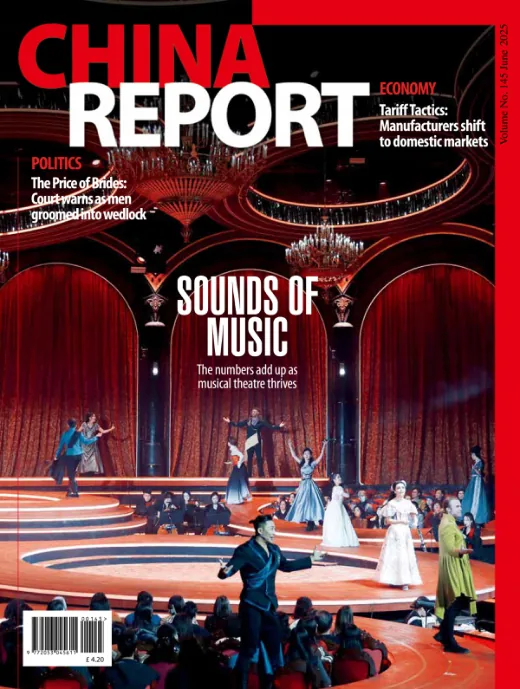 CHINA
REPORT
Volume No. 145 June 2025
ECONOMY
Tariff Tactics:
Manufacturers shift
to domestic markets
POLITICS
The Price of Brides:
Court warns as men
groomed into wedlock
SOUNDS OF
MUSIC
The numbers add up as
musical theatre thrives
£ 4.20